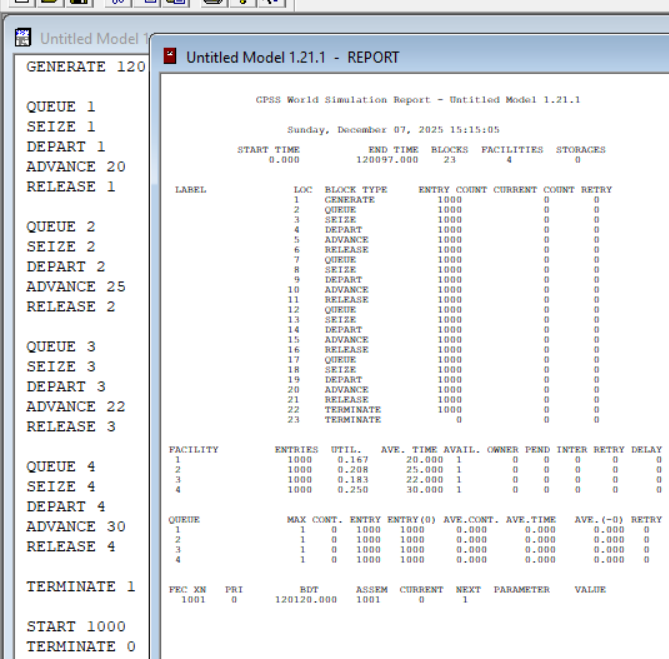 Untitled Model 1
GENERATE 120
QUEUE 1
SEIZE 1
DEPART 1
ADVANCE 20
RELEASE 1
QUEUE 2
SEIZE 2
DEPART 2
ADVANCE 25
RELEASE 2
QUEUE 3
SEIZE 3
DEPART 3
ADVANCE 22
RELEASE 3
QUEUE 4
SEIZE 4
DEPART 4
ADVANCE 30
RELEASE 4
TERMINATE 1
START 1000
TERMINATE 0
Untitled Model 1.21.1 - REPORT
GPSS World Simulation Report - Untitled Model 1.21.1
Sunday, December 07, 2025 15:15:05
START TIME END TIME BLOCKS FACILITIES STORAGES
0.000 120097.000 23 4 0
LABEL LOC BLOCK TYPE ENTRY COUNT CURRENT COUNT RETRY
1 GENERATE 1000 0 0
2 QUEUE 1000 0 0
3 SEIZE 1000 0 0
4 DEPART 1000 0 0
5 ADVANCE 1000 0 0
6 RELEASE 1000 0 0
7 QUEUE 1000 0 0
8 SEIZE 1000 0 0
9 DEPART 1000 0 0
10 ADVANCE 1000 0 0
11 RELEASE 1000 0 0
12 QUEUE 1000 0 0
13 SEIZE 1000 0 0
14 DEPART 1000 0 0
15 ADVANCE 1000 0 0
16 RELEASE 1000 0 0
17 QUEUE 1000 0 0
18 SEIZE 1000 0 0
19 DEPART 1000 0 0
20 ADVANCE 1000 0 0
21 RELEASE 1000 0 0
22 TERMINATE 1000 0 0
23 TERMINATE 0 0 0
FACILITY ENTRIES UTIL. AVE. TIME AVAIL. OWNER PEND INTER RETRY DELAY
1 1000 0.167 20.000 1 0 0 0 0 0
2 1000 0.208 25.000 1 0 0 0 0 0
3 1000 0.183 22.000 1 0 0 0 0 0
4 1000 0.250 30.000 1 0 0 0 0 0
QUEUE MAX CONT. ENTRY ENTRY(0) AVE.CONT. AVE.TIME AVE.(-0) RETRY
1 1 0 1000 1000 0.000 0.000 0.000 0
2 1 0 1000 1000 0.000 0.000 0.000 0
3 1 0 1000 1000 0.000 0.000 0.000 0
4 1 0 1000 1000 0.000 0.000 0.000 0
FEC XN PRI BDT ASSEM CURRENT NEXT PARAMETER VALUE
1001 0 120120.000 1001 0 1